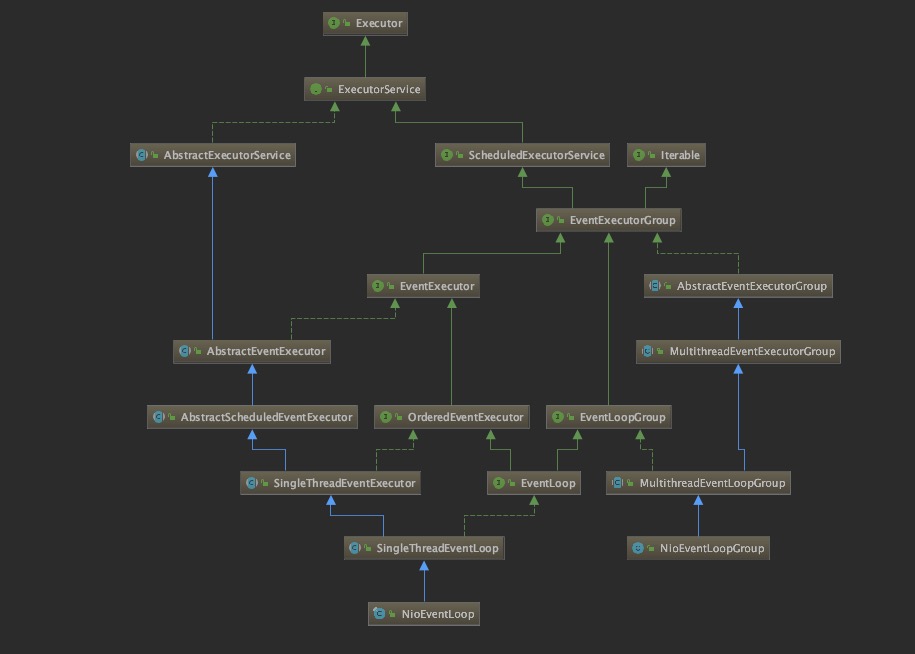 Executor
ExecutorService
AbstractExecutorService
ScheduledExecutorService
Iterable
EventExecutorGroup
EventExecutor
AbstractEventExecutorGroup
AbstractEventExecutor
MultithreadEventExecutorGroup
AbstractScheduledEventExecutor
OrderedEventExecutor
EventLoopGroup
SingleThreadEventExecutor
EventLoop
MultithreadEventLoopGroup
SingleThreadEventLoop
NioEventLoopGroup
NioEventLoop